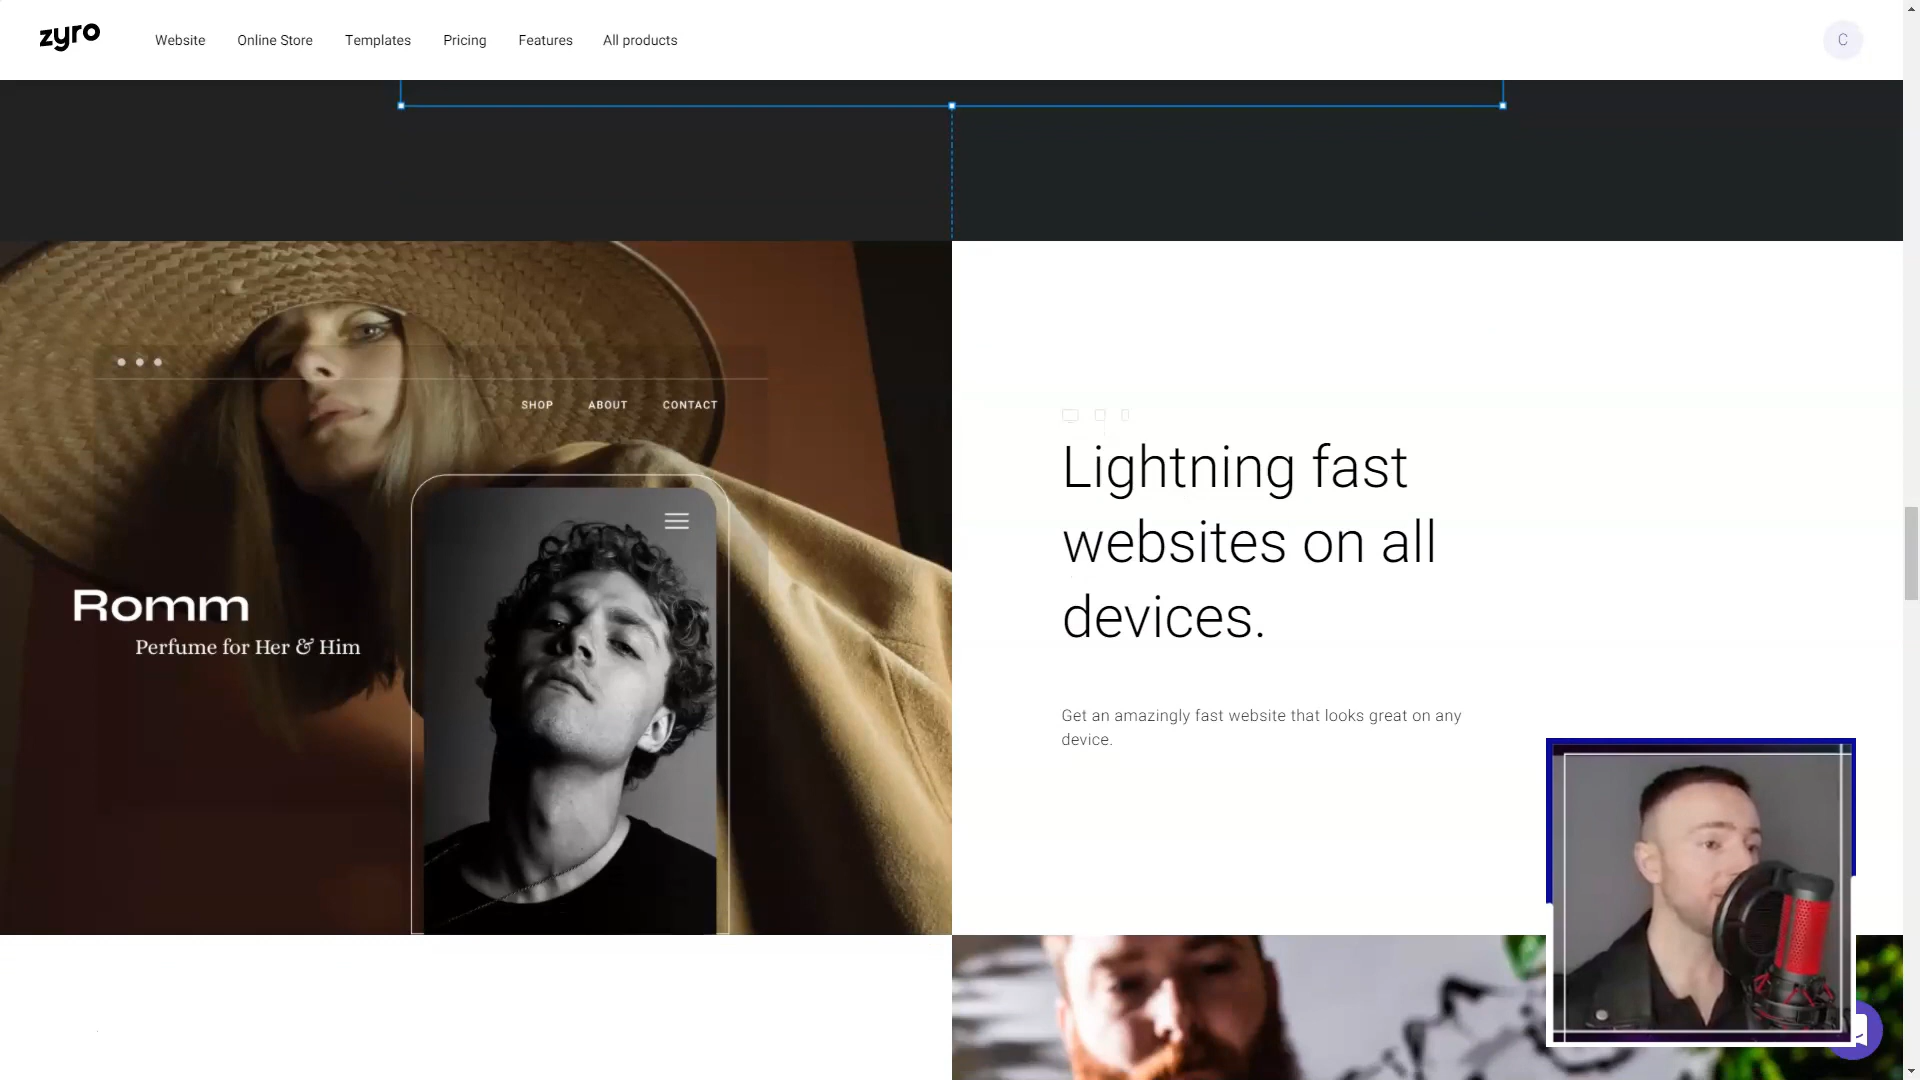 zyro
Website Online Store Templates Pricing Features All products
C
SHOP ABOUT CONTACT
Romm
Perfume for Her & Him
Lightning fast
websites on all
devices.
Get an amazingly fast website that looks great on any
device.